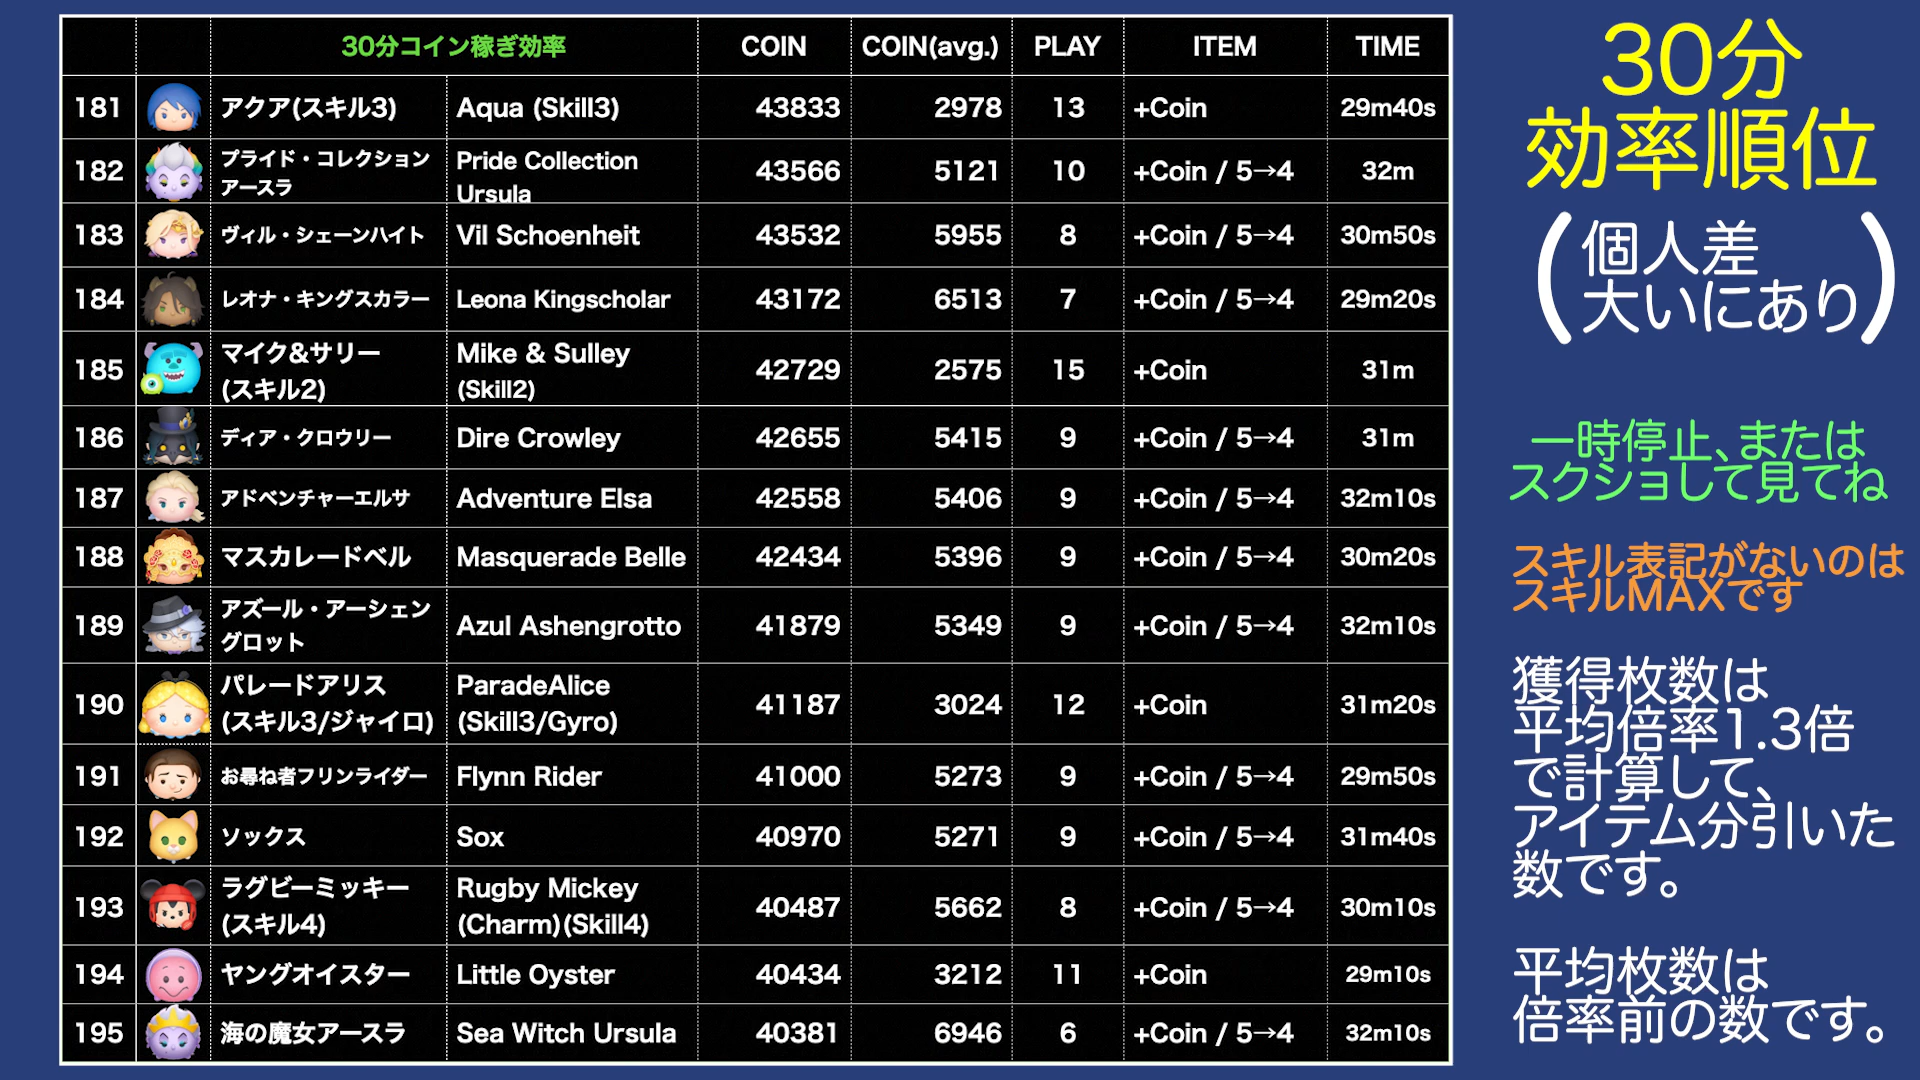 30分コイン稼ぎ効率 COIN COIN(avg.) PLAY ITEM TIME
181 アクア(スキル3) Aqua (Skill3) 43833 2978 13 +Coin 29m40s
182 プライド・コレクション アースラ Pride Collection Ursula 43566 5121 10 +Coin / 5→4 32m
183 ヴィル・シェーンハイト Vil Schoenheit 43532 5955 8 +Coin / 5→4 30m50s
184 レオナ・キングスカラー Leona Kingscholar 43172 6513 7 +Coin / 5→4 29m20s
185 マイク&サリー (スキル2) Mike & Sulley (Skill2) 42729 2575 15 +Coin 31m
186 ディア・クロウリー Dire Crowley 42655 5415 9 +Coin / 5→4 31m
187 アドベンチャーエルサ Adventure Elsa 42558 5406 9 +Coin / 5→4 32m10s
188 マスカレードベル Masquerade Belle 42434 5396 9 +Coin / 5→4 30m20s
189 アズール・アーシェン グロット Azul Ashengrotto 41879 5349 9 +Coin / 5→4 32m10s
190 パレードアリス (スキル3/ジャイロ) ParadeAlice (Skill3/Gyro) 41187 3024 12 +Coin 31m20s
191 お尋ね者フリンライダー Flynn Rider 41000 5273 9 +Coin / 5→4 29m50s
192 ソックス Sox 40970 5271 9 +Coin / 5→4 31m40s
193 ラグビーミッキー (スキル4) Rugby Mickey (Charm)(Skill4) 40487 5662 8 +Coin / 5→4 30m10s
194 ヤングオイスター Little Oyster 40434 3212 11 +Coin 29m10s
195 海の魔女アースラ Sea Witch Ursula 40381 6946 6 +Coin / 5→4 32m10s
30分
効率順位
(個人差
大いにあり)
一時停止、または
スクショして見てね
スキル表記がないのは
スキルMAXです
獲得枚数は
平均倍率1.3倍
で計算して、
アイテム分引いた
数です。
平均枚数は
倍率前の数です。